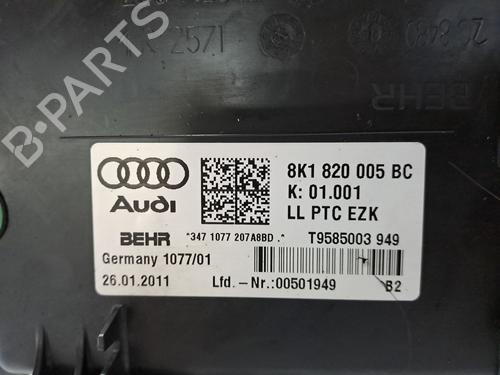 2571
BEHR
B-PARTS
Audi
8K1 820 005 BC
K: 01.001
LL PTC EZK
BEHR *347 1077 207A8BD .* T9585003 949
Germany 1077/01
26.01.2011 Lfd.-Nr.:00501949 B2